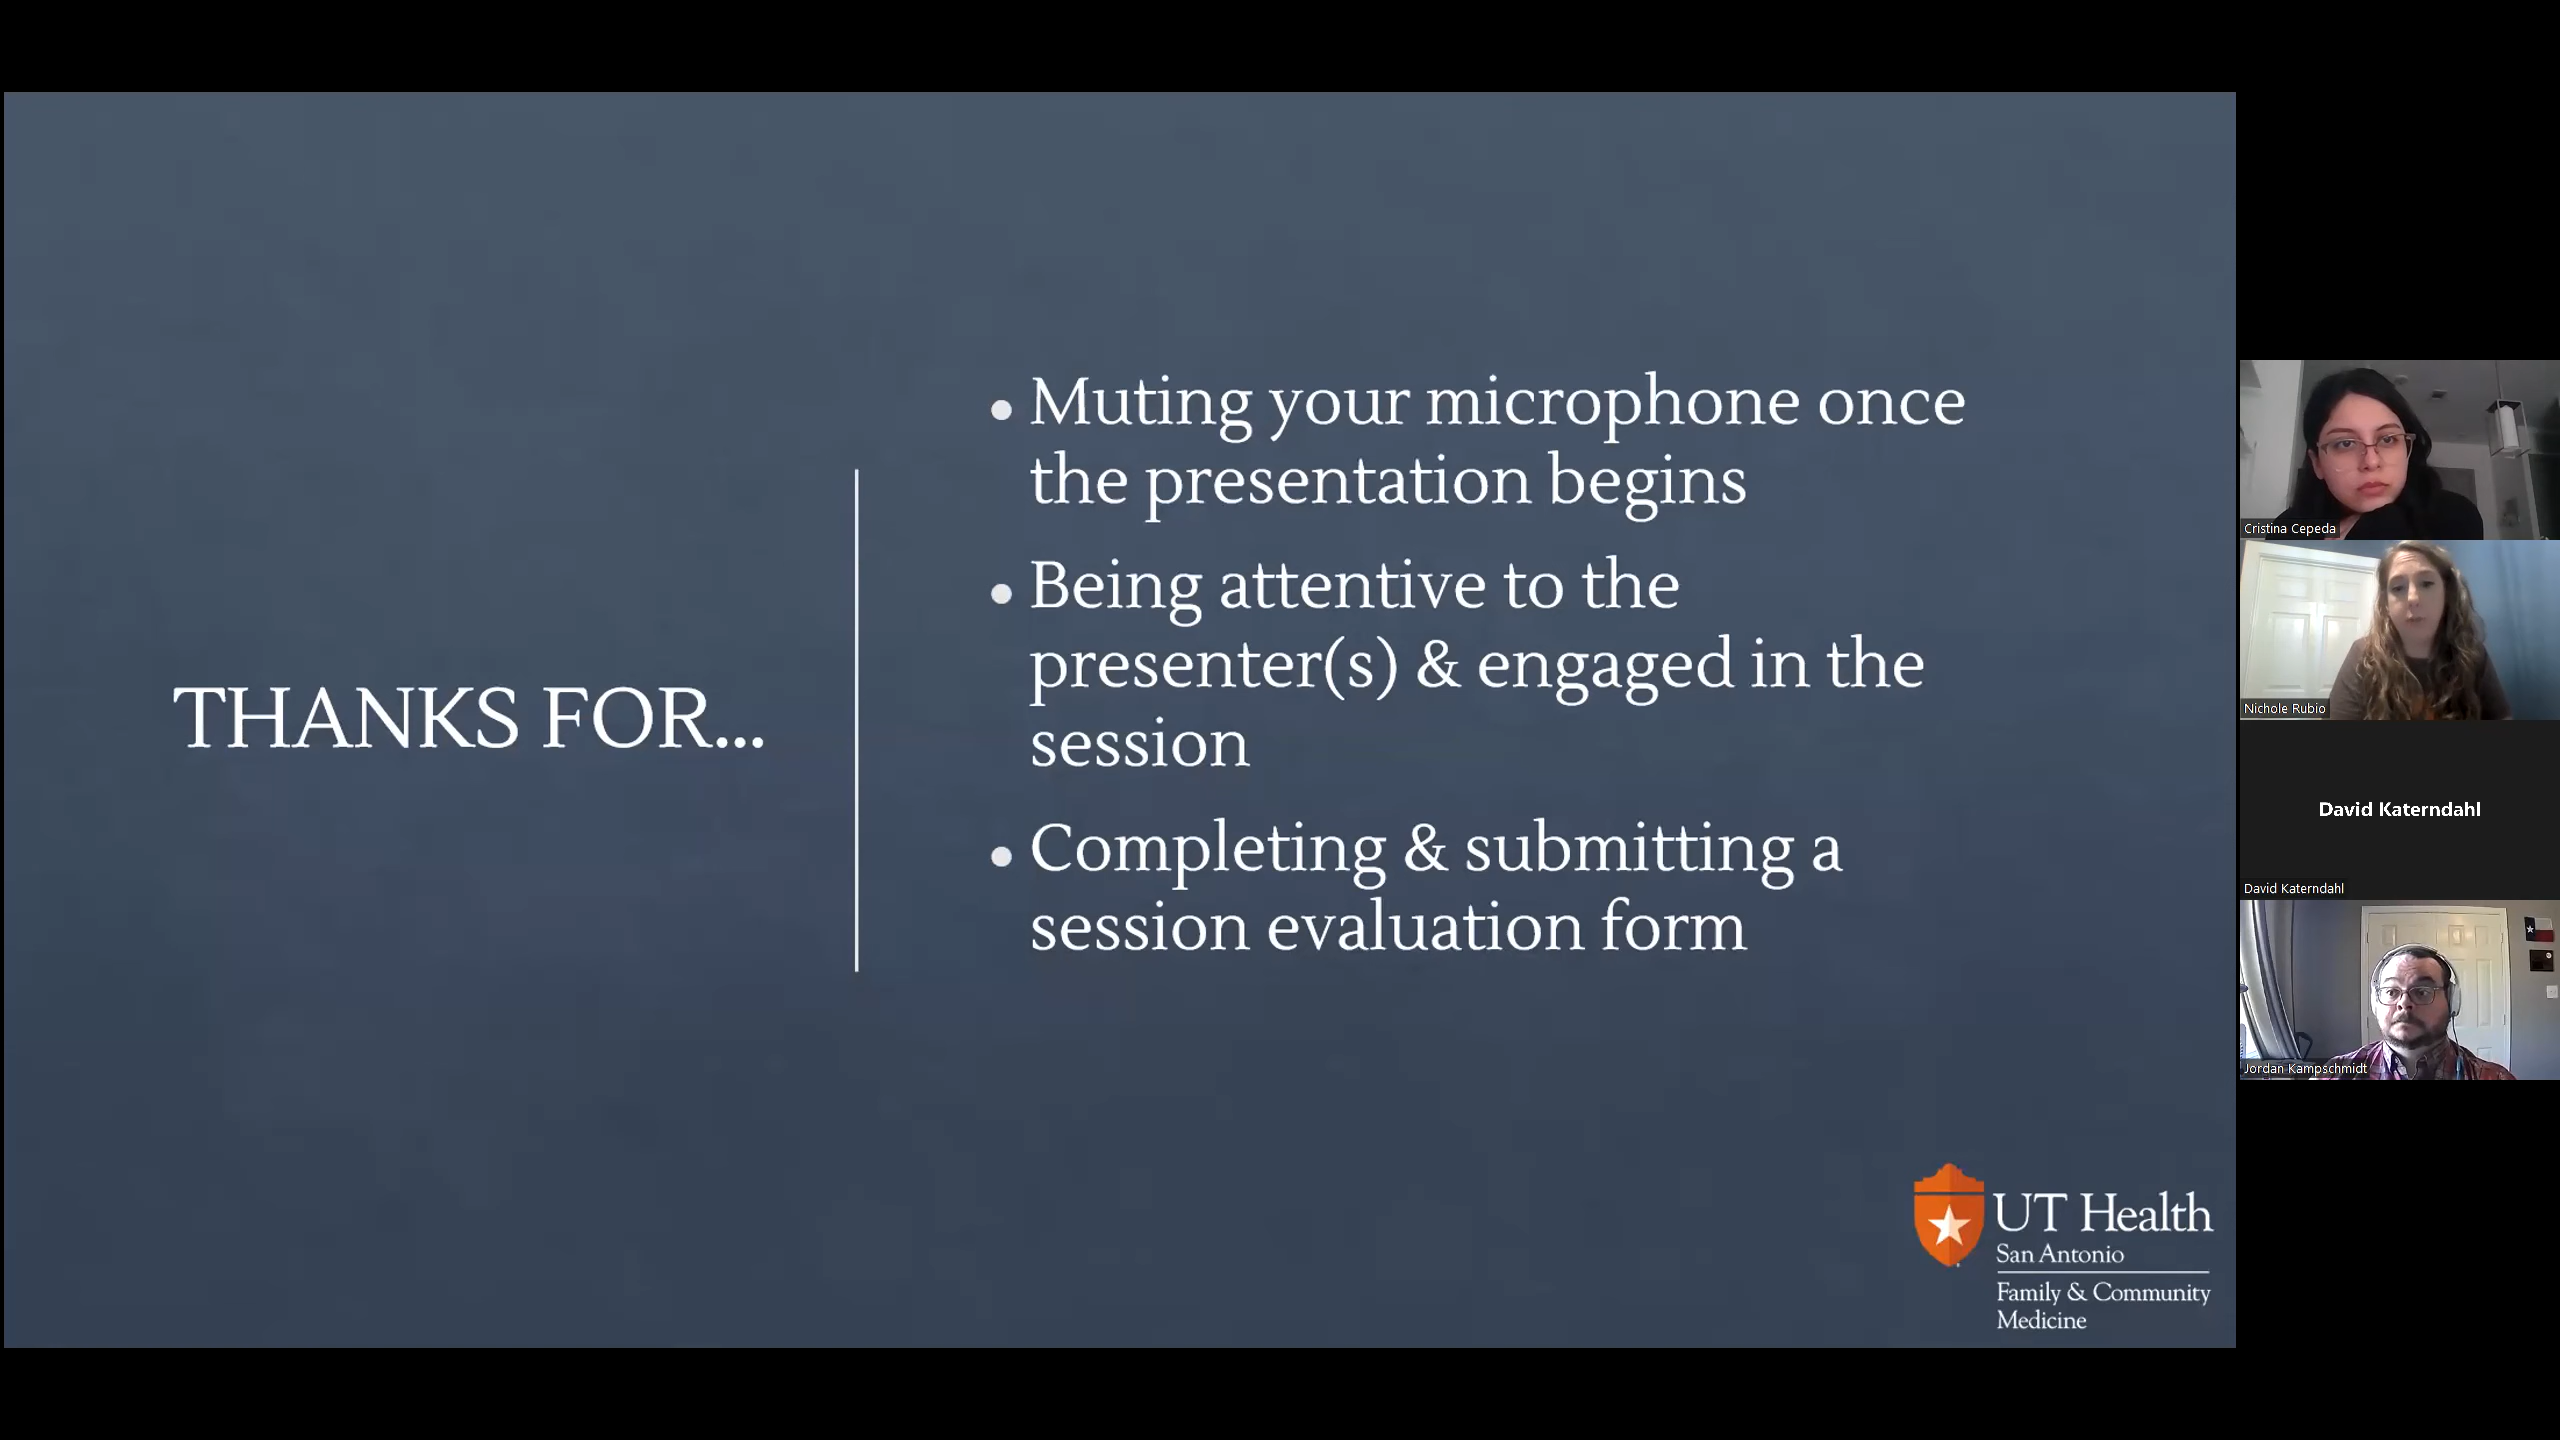 THANKS FOR...
• Muting your microphone once
the presentation begins
• Being attentive to the
presenter(s) & engaged in the
session
• Completing & submitting a
session evaluation form
UT Health
San Antonio
Family & Community
Medicine
Cristina Cepeda
Nichole Rubio
David Katerndahl
David Katerndahl
Jordan Kampschmidt